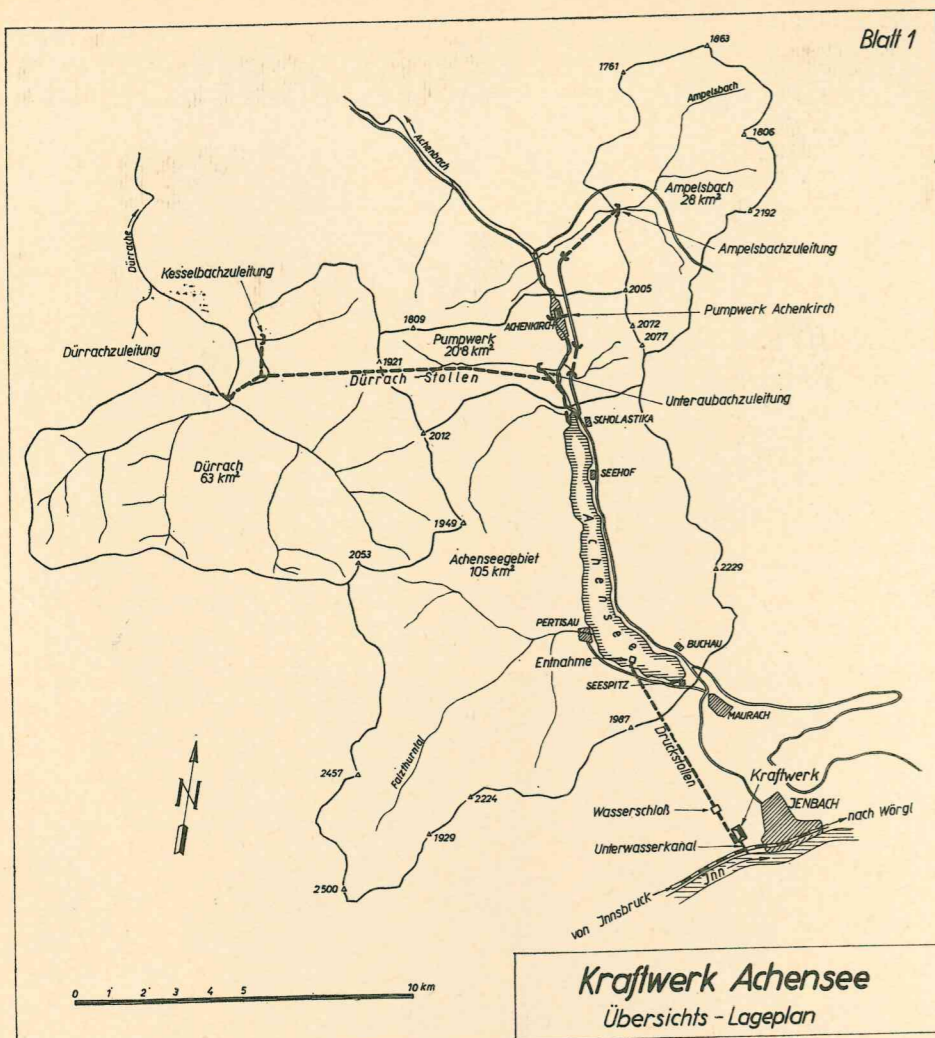 Blatt 1
1863
1761
Ampelsbach
1806
Achenbach
Ampelsbach
28 km²
2192
Dürrache
Ampelsbachzuleitung
Kesselbachzuleitung
2005
1809
ACHENKIRCH
Pumpwerk Achenkirch
Pumpwerk
20·8 km²
2072
2077
Dürrachzuleitung
1921
Dürrach-Stollen
Unteraubachzuleitung
SCHOLASTIKA
2012
Dürrach
63 km²
SEEHOF
1949
Achensee
2053
Achenseegebiet
105 km²
2229
PERTISAU
BUCHAU
Entnahme
SEESPITZ
MAURACH
1987
Druckstollen
Falzthurntal
N
2457
Kraftwerk
2224
JENBACH
Wasserschloß
nach Wörgl
1929
Unterwasserkanal
Jnn
2500
von Jnnsbruck
0 1 2 3 4 5 10 km
Kraftwerk Achensee
Übersichts - Lageplan